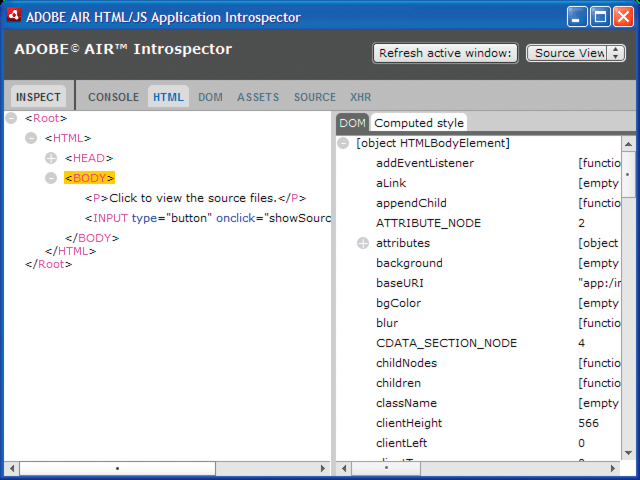 ADOBE AIR HTML/JS Application Introspector
ADOBE© AIR™ Introspector
Refresh active window:
Source View
INSPECT
CONSOLE HTML DOM ASSETS SOURCE XHR
<Root>
<HTML>
<HEAD>
<BODY>
<P>Click to view the source files.</P>
<INPUT type="button" onclick="showSourc
</BODY>
</HTML>
</Root>
DOM Computed style
[object HTMLBodyElement]
addEventListener [functio
aLink [empty
appendChild [functio
ATTRIBUTE_NODE 2
attributes [object
background [empty
baseURI "app:/in
bgColor [empty
blur [functio
CDATA_SECTION_NODE 4
childNodes [functio
children [functio
className [empty
clientHeight 566
clientLeft 0